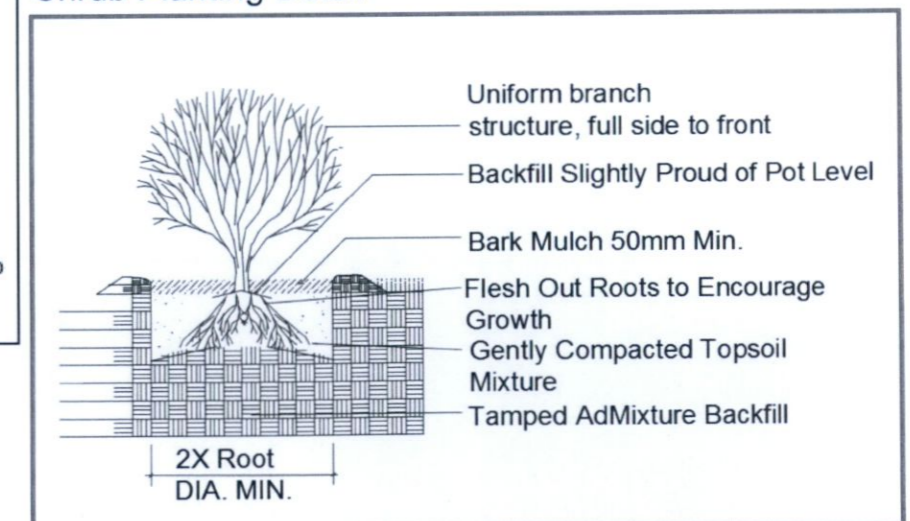 Uniform branch
structure, full side to front
Backfill Slightly Proud of Pot Level
Bark Mulch 50mm Min.
Flesh Out Roots to Encourage
Growth
Gently Compacted Topsoil
Mixture
Tamped AdMixture Backfill
2X Root
DIA. MIN.